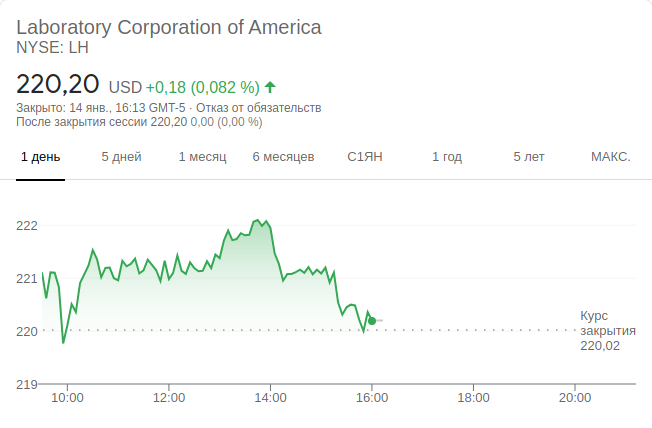 Laboratory Corporation of America
NYSE: LH
220,20 USD +0,18 (0,082 %)
Закрыто: 14 янв., 16:13 GMT-5 · Отказ от обязательств
После закрытия сессии 220,20 0,00 (0,00 %)
1 день 5 дней 1 месяц 6 месяцев С1ЯН 1 год 5 лет МАКС.
222
221
220
219
Курс
закрытия
220,02
10:00 12:00 14:00 16:00 18:00 20:00